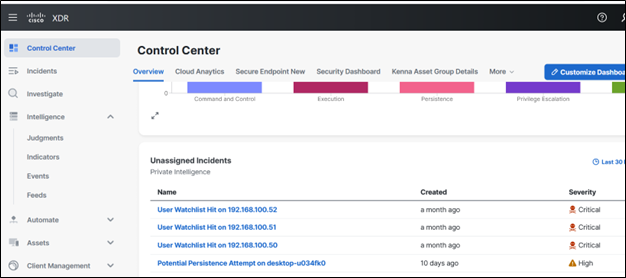 CISCO XDR
Control Center
Incidents
Investigate
Intelligence
Judgments
Indicators
Events
Feeds
Automate
Assets
Client Management
Control Center
Overview Cloud Anaytics Secure Endpoint New Security Dashboard Kenna Asset Group Details More Customize Dashboa
0
Command and Control Execution Persistence Privilege Escalation
Unassigned Incidents
Private Intelligence
Last 30
Name Created Severity
User Watchlist Hit on 192.168.100.52 a month ago Critical
User Watchlist Hit on 192.168.100.51 a month ago Critical
User Watchlist Hit on 192.168.100.50 a month ago Critical
Potential Persistence Attempt on desktop-u034fk0 10 days ago High